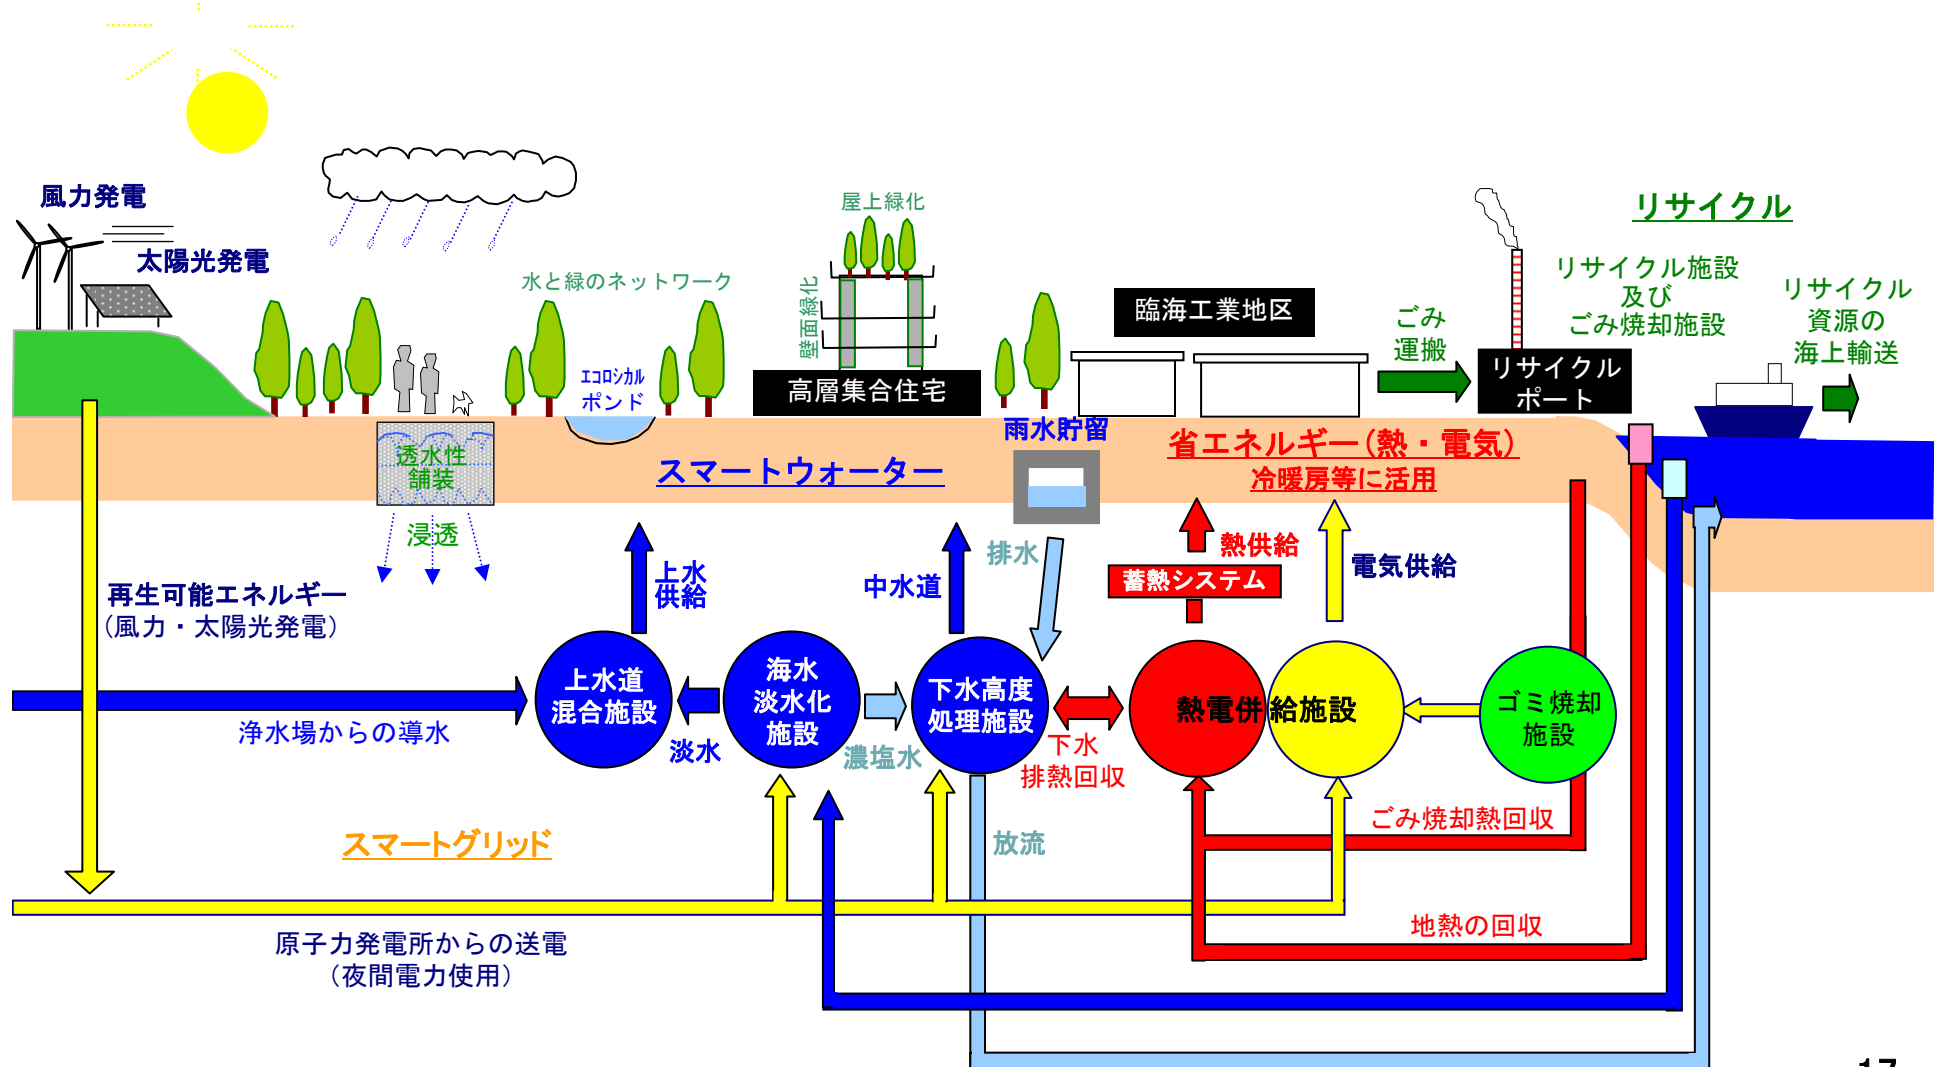 風力発電
太陽光発電
水と緑のネットワーク
屋上緑化
壁面緑化
エコロシカル
ポンド
高層集合住宅
臨海工業地区
ごみ
運搬
リサイクル
リサイクル施設
及び
ごみ焼却施設
リサイクル
資源の
海上輸送
リサイクル
ポート
透水性
舗装
浸透
スマートウォーター
雨水貯留
省エネルギー(熱・電気)
冷暖房等に活用
再生可能エネルギー
(風力・太陽光発電)
上水
供給
中水道
排水
熱供給
蓄熱システム
電気供給
上水道
混合施設
海水
淡水化
施設
下水高度
処理施設
熱電併給施設
ゴミ焼却
施設
浄水場からの導水
淡水
濃塩水
下水
排熱回収
スマートグリッド
放流
ごみ焼却熱回収
地熱の回収
原子力発電所からの送電
(夜間電力使用)